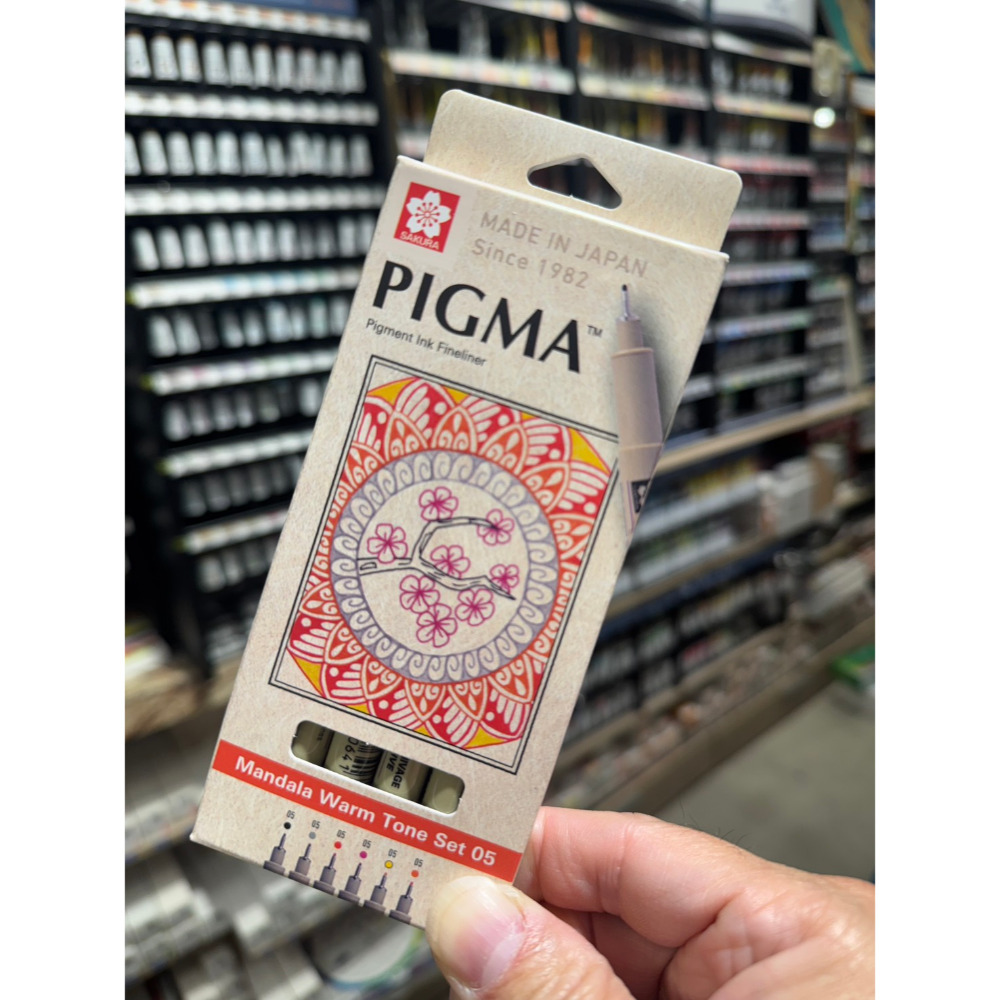 SAKURA
MADE IN JAPAN
Since 1982
PIGMA™
Pigment Ink Fineliner
Mandala Warm Tone Set 05
05 05 05 05 05 05